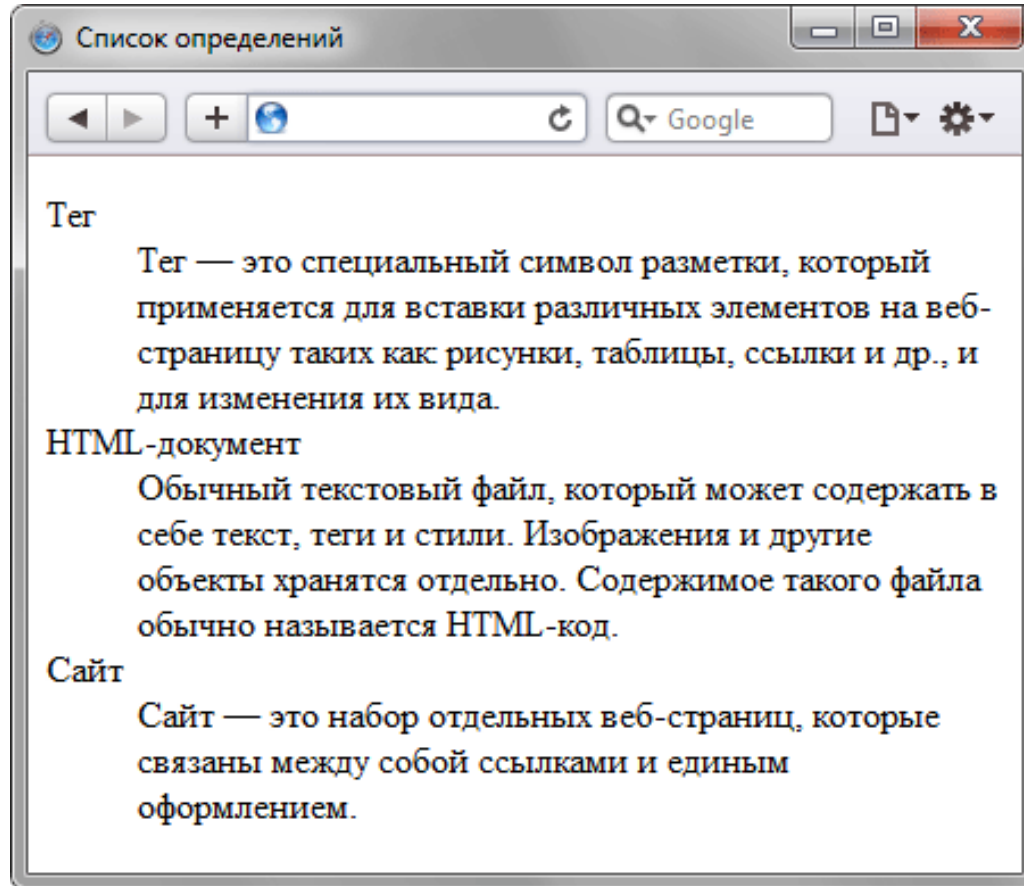 Список определений
Google
Тег
Тег — это специальный символ разметки, который
применяется для вставки различных элементов на веб-
страницу таких как: рисунки, таблицы, ссылки и др., и
для изменения их вида.
HTML-документ
Обычный текстовый файл, который может содержать в
себе текст, теги и стили. Изображения и другие
объекты хранятся отдельно. Содержимое такого файла
обычно называется HTML-код.
Сайт
Сайт — это набор отдельных веб-страниц, которые
связаны между собой ссылками и единым
оформлением.